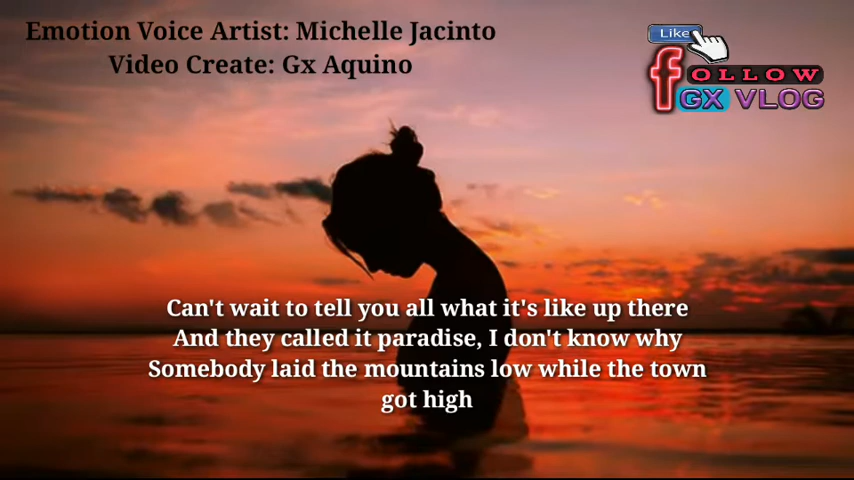 Emotion Voice Artist: Michelle Jacinto
Video Create: Gx Aquino
Like
fOLLOW
GX VLOG
Can't wait to tell you all what it's like up there
And they called it paradise, I don't know why
Somebody laid the mountains low while the town
got high